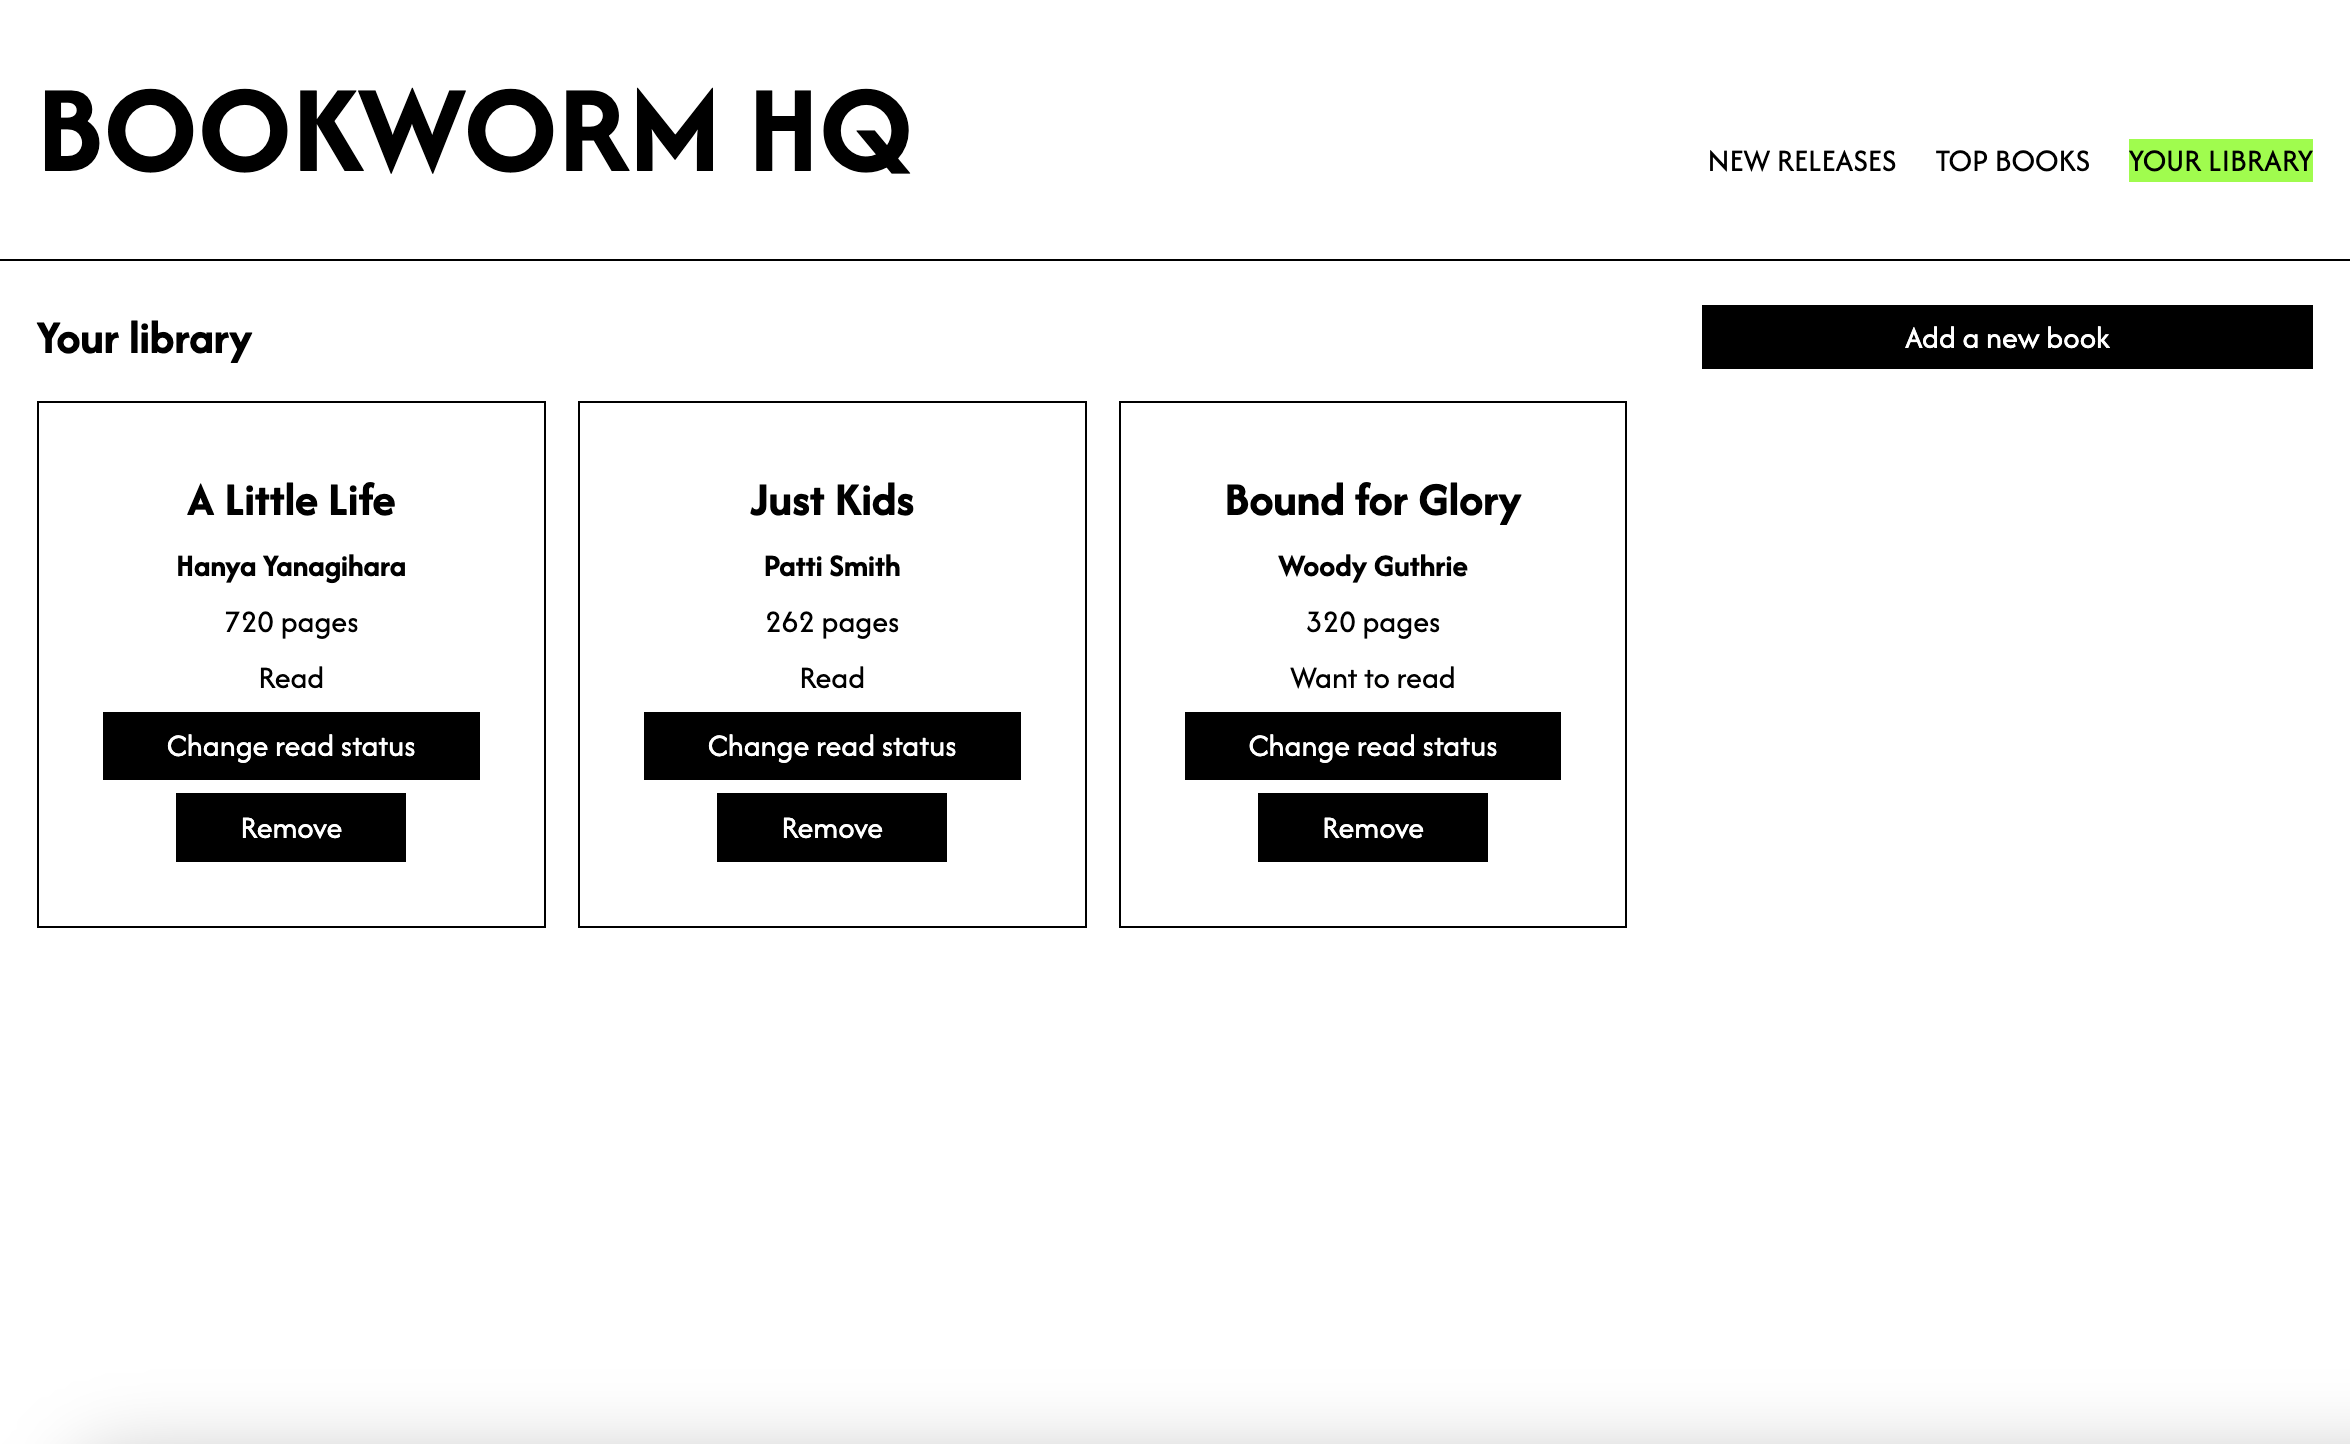 BOOKWORM HQ
NEW RELEASES
TOP BOOKS
YOUR LIBRARY
Your library
Add a new book
A Little Life
Hanya Yanagihara
720 pages
Read
Change read status
Remove
Just Kids
Patti Smith
262 pages
Read
Change read status
Remove
Bound for Glory
Woody Guthrie
320 pages
Want to read
Change read status
Remove